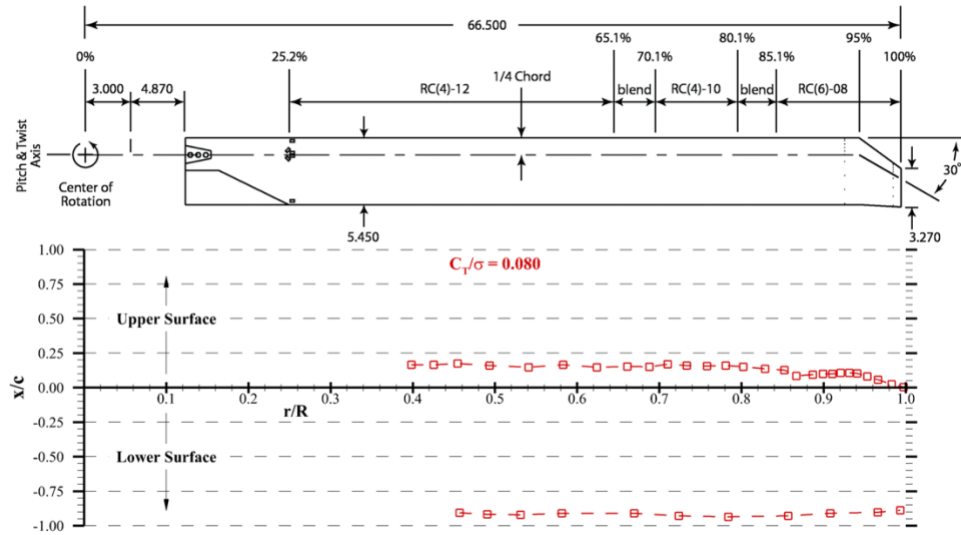 66.500
65.1% 80.1% 95%
0% 25.2% 70.1% 85.1% 100%
1/4 Chord
3.000 4.870 RC(4)-12 blend RC(4)-10 blend RC(6)-08
Pitch & Twist
Axis
Center of
Rotation
30°
5.450 3.270
C_T/σ = 0.080
1.00
0.75
Upper Surface
0.50
0.25
x/c
0.00
0.1 0.2 0.3 0.4 0.5 0.6 0.7 0.8 0.9 1.0
r/R
-0.25
-0.50
Lower Surface
-0.75
-1.00